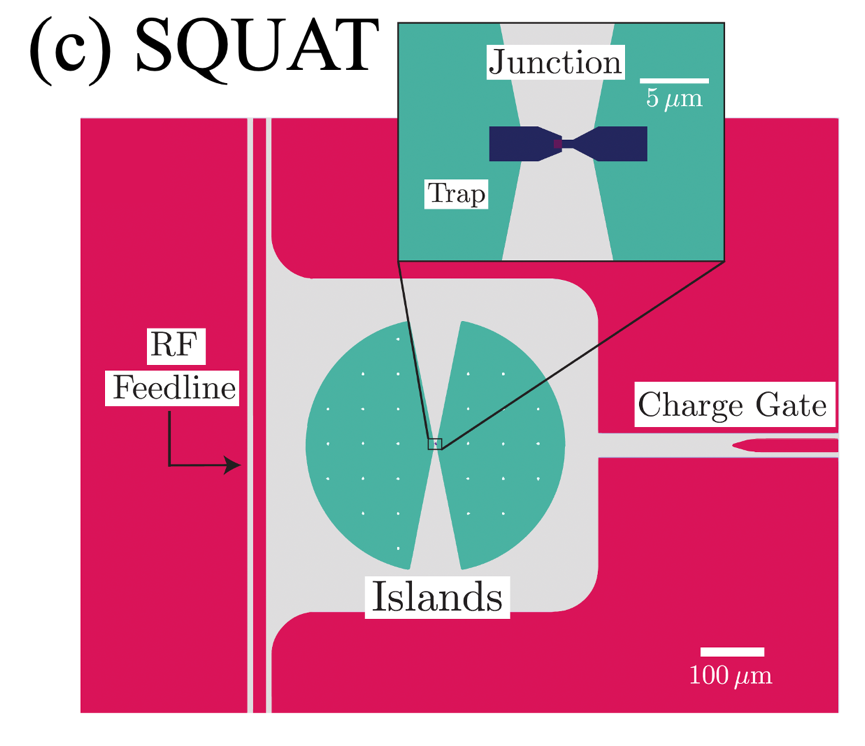 (c) SQUAT
Junction
5 μm
Trap
RF
Feedline
Charge Gate
Islands
100 μm